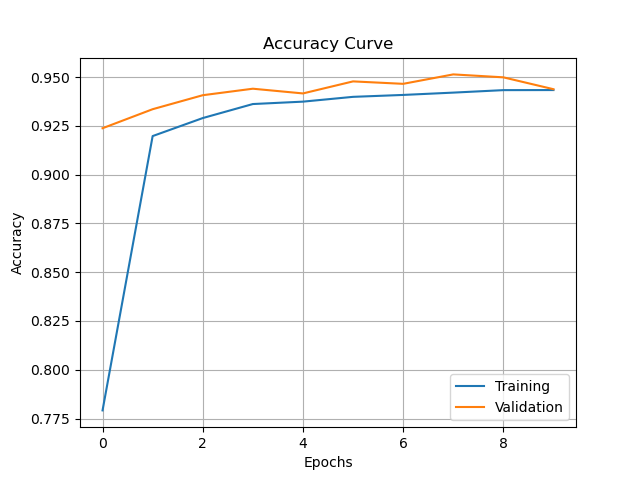 Accuracy Curve
0.950
0.925
0.900
0.875
0.850
0.825
0.800
0.775
Accuracy
0 2 4 6 8
Epochs
Training
Validation